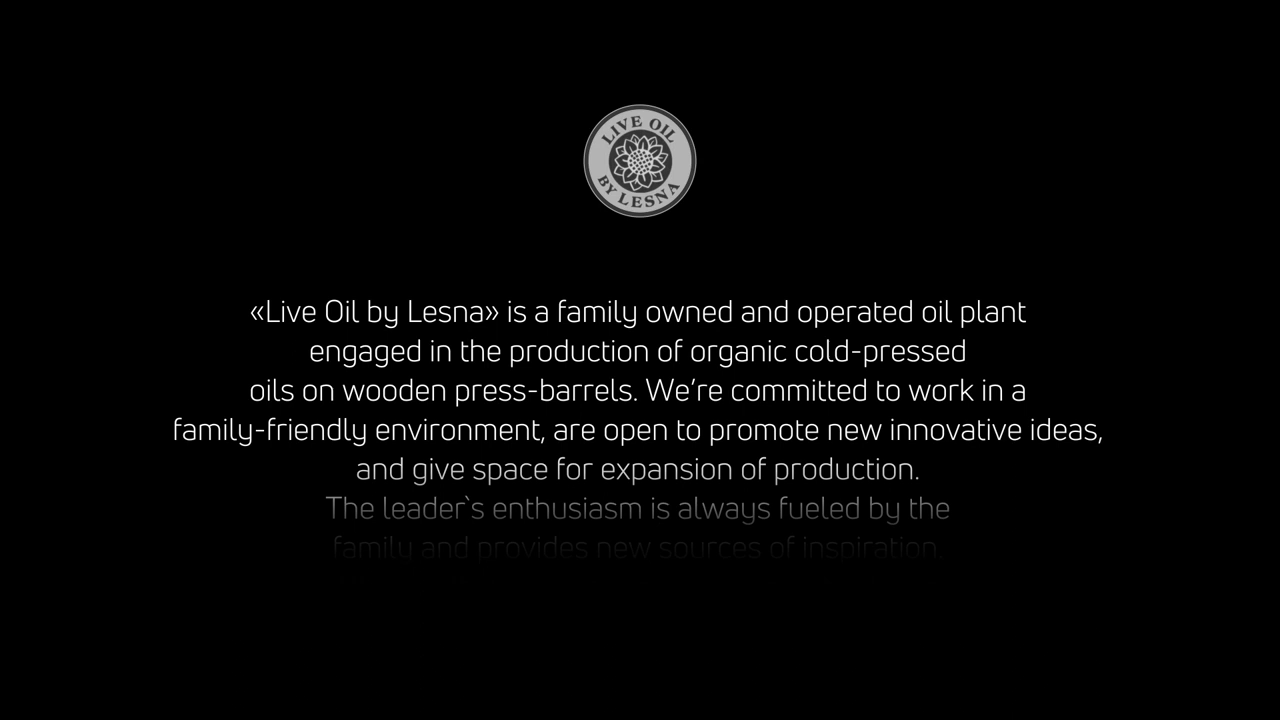 LIVE OIL
BY LESNA
«Live Oil by Lesna» is a family owned and operated oil plant
engaged in the production of organic cold-pressed
oils on wooden press-barrels. We’re committed to work in a
family-friendly environment, are open to promote new innovative ideas,
and give space for expansion of production.
The leader`s enthusiasm is always fueled by the
family and provides new sources of inspiration.